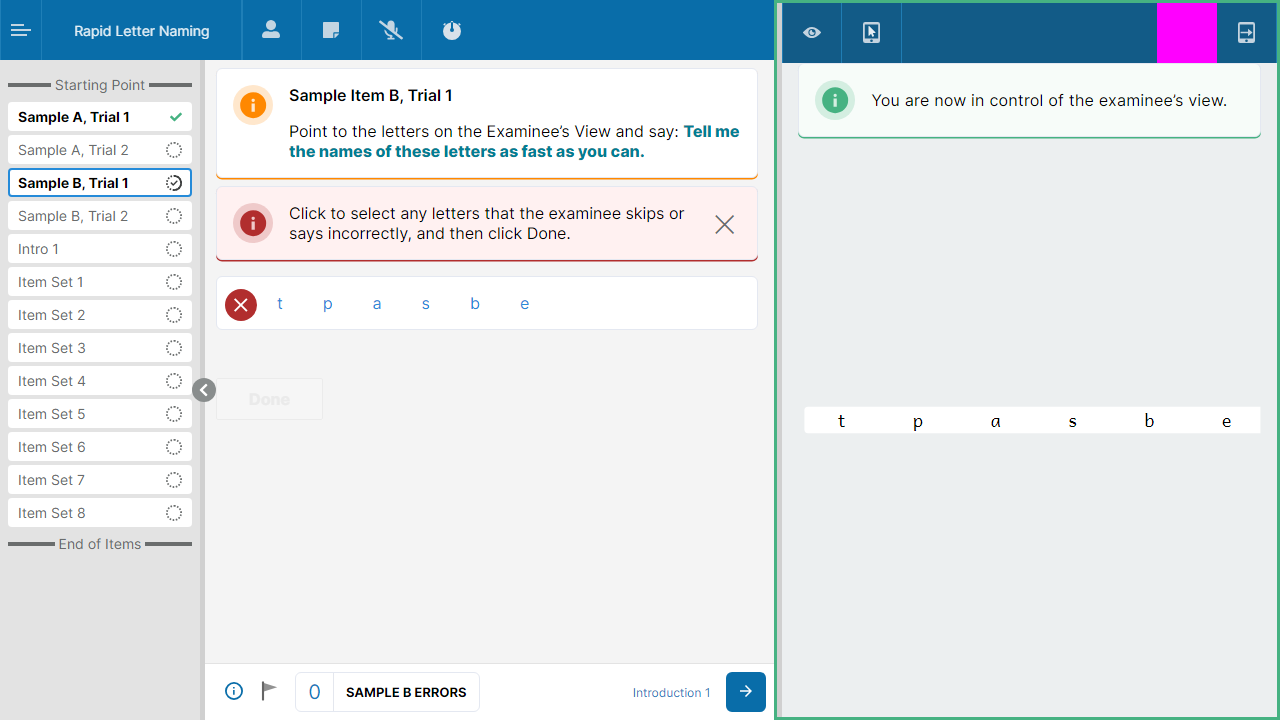 Rapid Letter Naming
Starting Point
Sample A, Trial 1
Sample A, Trial 2
Sample B, Trial 1
Sample B, Trial 2
Intro 1
Item Set 1
Item Set 2
Item Set 3
Item Set 4
Item Set 5
Item Set 6
Item Set 7
Item Set 8
End of Items
Sample Item B, Trial 1
Point to the letters on the Examinee’s View and say: Tell me
the names of these letters as fast as you can.
Click to select any letters that the examinee skips or
says incorrectly, and then click Done.
t p a s b e
Done
0 SAMPLE B ERRORS
Introduction 1
You are now in control of the examinee’s view.
t p a s b e